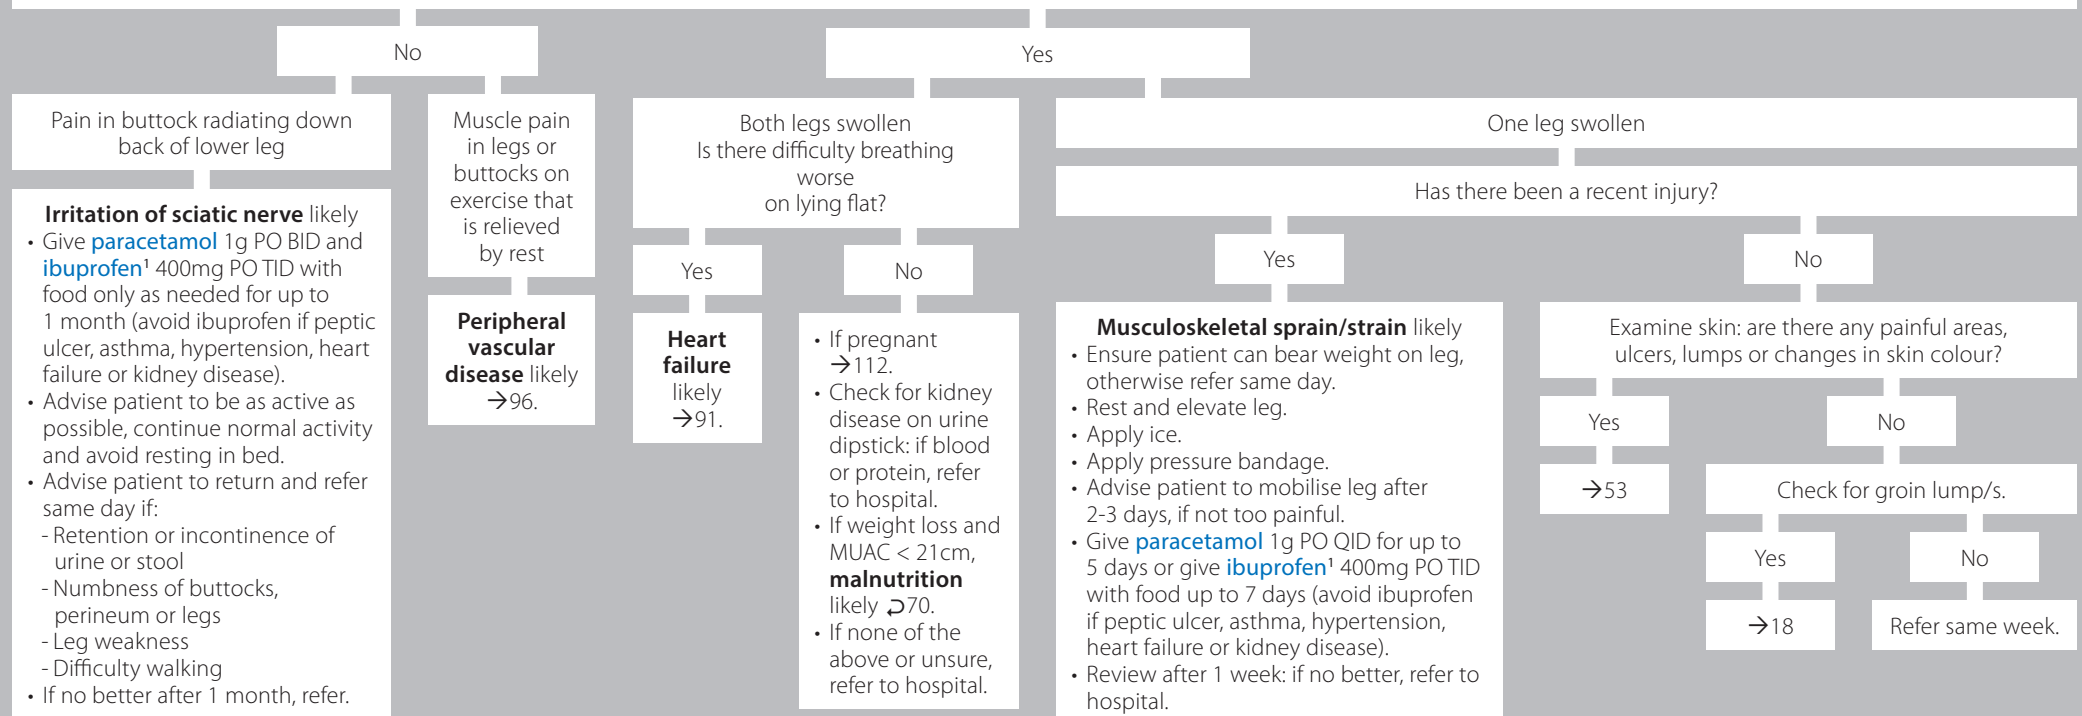 No
Yes
Pain in buttock radiating down
back of lower leg
Irritation of sciatic nerve likely
• Give paracetamol 1g PO BID and
ibuprofen¹ 400mg PO TID with
food only as needed for up to
1 month (avoid ibuprofen if peptic
ulcer, asthma, hypertension, heart
failure or kidney disease).
• Advise patient to be as active as
possible, continue normal activity
and avoid resting in bed.
• Advise patient to return and refer
same day if:
- Retention or incontinence of
urine or stool
- Numbness of buttocks,
perineum or legs
- Leg weakness
- Difficulty walking
• If no better after 1 month, refer.
Muscle pain
in legs or
buttocks on
exercise that
is relieved
by rest
Peripheral
vascular
disease likely
→96.
Both legs swollen
Is there difficulty breathing
worse
on lying flat?
Yes
Heart
failure
likely
→91.
No
• If pregnant
→112.
• Check for kidney
disease on urine
dipstick: if blood
or protein, refer
to hospital.
• If weight loss and
MUAC < 21cm,
malnutrition
likely ⤿70.
• If none of the
above or unsure,
refer to hospital.
One leg swollen
Has there been a recent injury?
Yes
Musculoskeletal sprain/strain likely
• Ensure patient can bear weight on leg,
otherwise refer same day.
• Rest and elevate leg.
• Apply ice.
• Apply pressure bandage.
• Advise patient to mobilise leg after
2-3 days, if not too painful.
• Give paracetamol 1g PO QID for up to
5 days or give ibuprofen¹ 400mg PO TID
with food up to 7 days (avoid ibuprofen
if peptic ulcer, asthma, hypertension,
heart failure or kidney disease).
• Review after 1 week: if no better, refer to
hospital.
No
Examine skin: are there any painful areas,
ulcers, lumps or changes in skin colour?
Yes
→53
No
Check for groin lump/s.
Yes
→18
No
Refer same week.